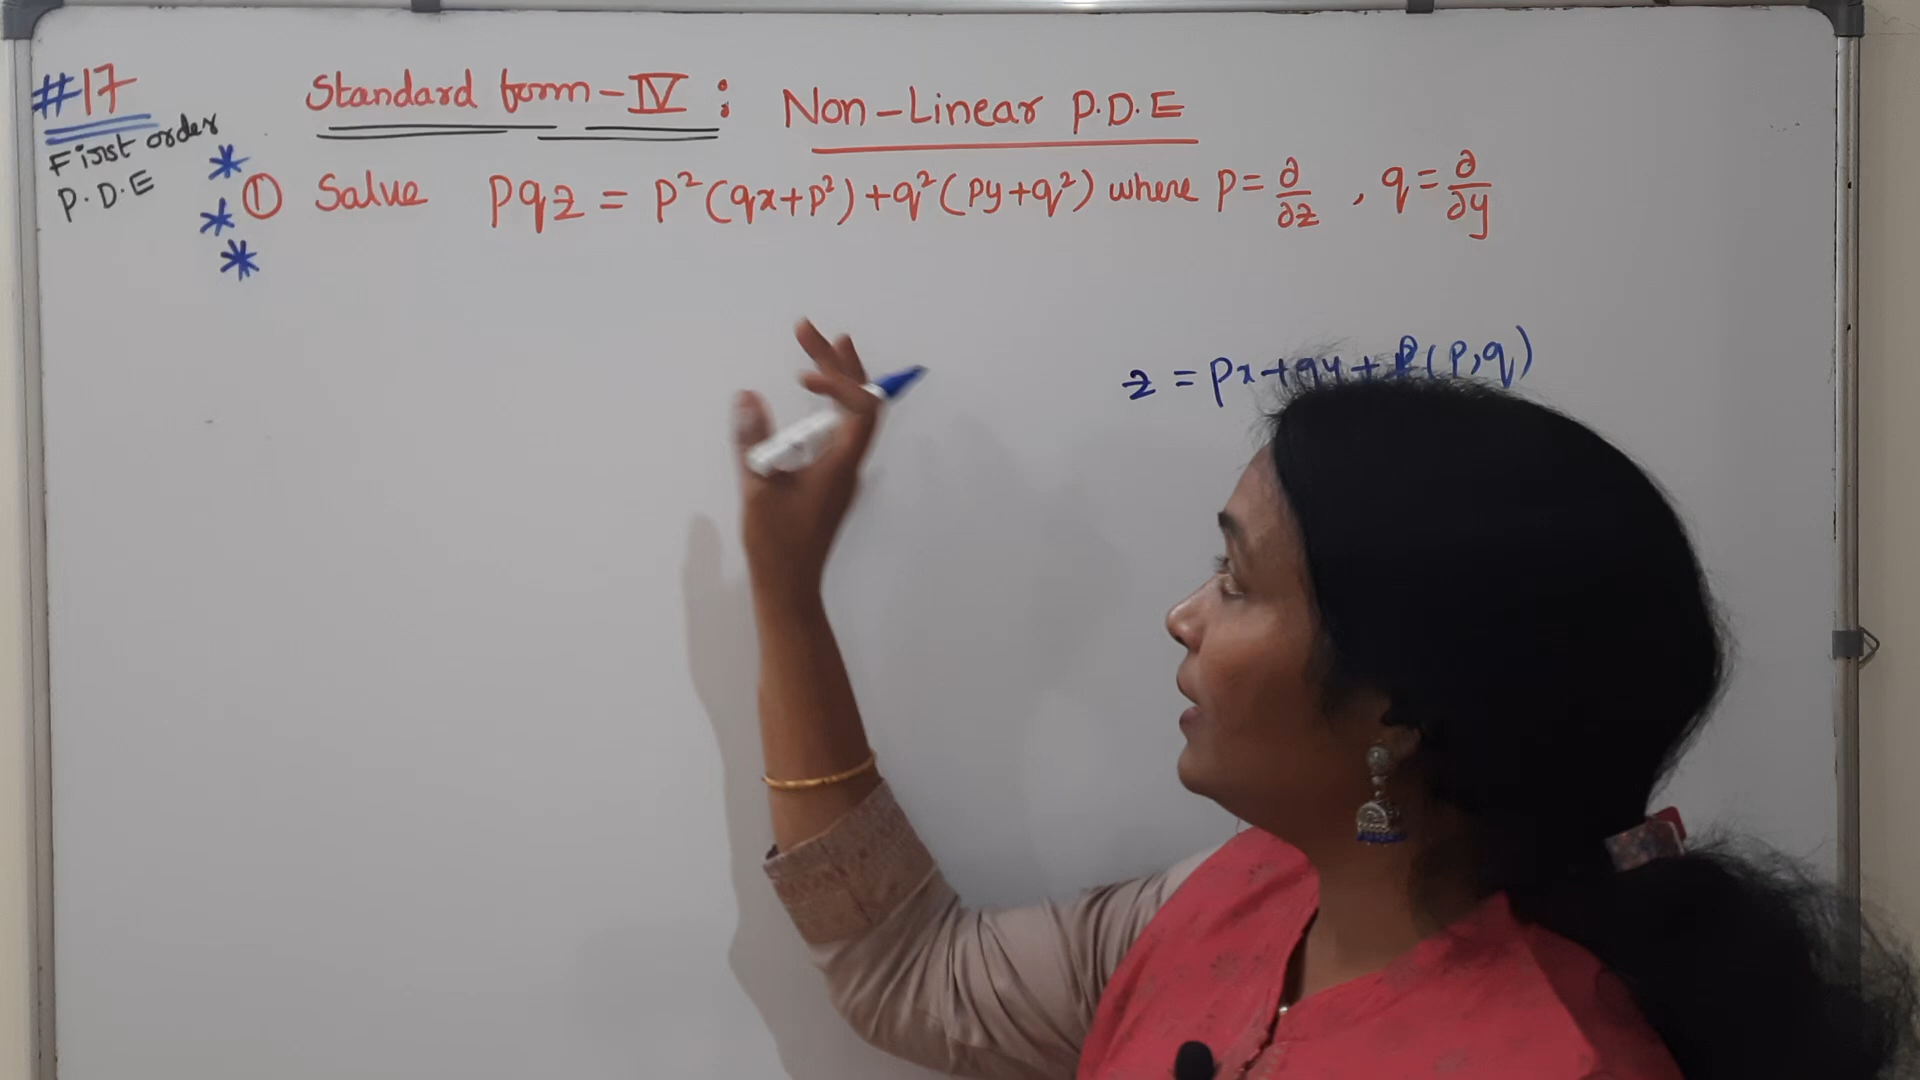 #17
First order
P.D.E
Standard form-IV : Non-Linear P.D.E
*
*
*
① Salve pqz = p²(qx+p²)+q²(py+q²) where p=∂/∂z , q=∂/∂y
z = px+qy+f(p,q)